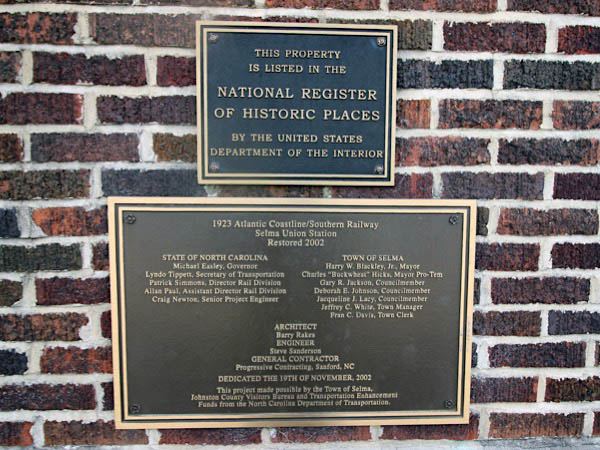 THIS PROPERTY
IS LISTED IN THE
NATIONAL REGISTER
OF HISTORIC PLACES
BY THE UNITED STATES
DEPARTMENT OF THE INTERIOR
1923 Atlantic Coastline/Southern Railway
Selma Union Station
Restored 2002
STATE OF NORTH CAROLINA
Michael Easley, Governor
Lyndo Tippett, Secretary of Transportation
Patrick Simmons, Director Rail Division
Allan Paul, Assistant Director Rail Division
Craig Newton, Senior Project Engineer
TOWN OF SELMA
Harry W. Blackley, Jr., Mayor
Charles "Buckwheat" Hicks, Mayor Pro-Tem
Gary R. Jackson, Councilmember
Deborah E. Johnson, Councilmember
Jacqueline J. Lacy, Councilmember
Jeffrey C. White, Town Manager
Fran C. Davis, Town Clerk
ARCHITECT
Barry Rakes
ENGINEER
Steve Sanderson
GENERAL CONTRACTOR
Progressive Contracting, Sanford, NC
DEDICATED THE 19TH OF NOVEMBER, 2002
This project made possible by the Town of Selma,
Johnston County Visitors Bureau and Transportation Enhancement
Funds from the North Carolina Department of Transportation.